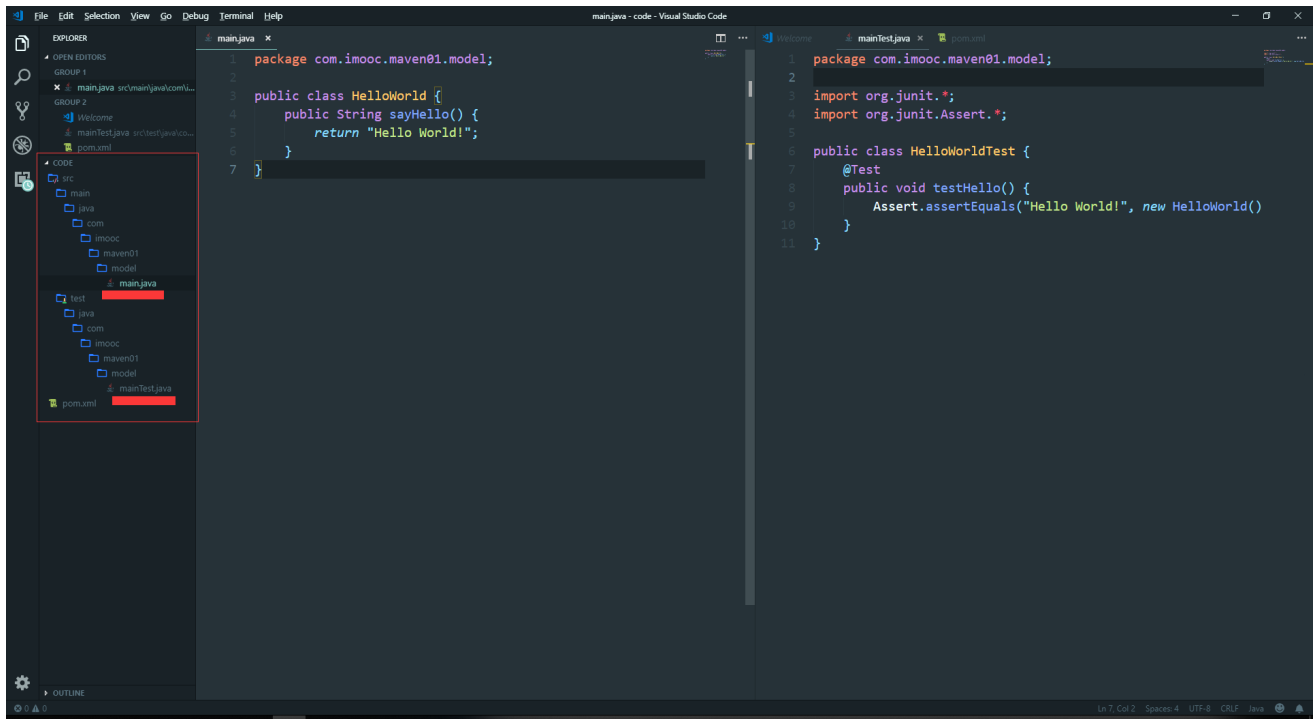 File Edit Selection View Go Debug Terminal Help
main.java - code - Visual Studio Code
EXPLORER
OPEN EDITORS
GROUP 1
main.java src\main\java\com\i...
GROUP 2
Welcome
mainTest.java src\test\java\co...
pom.xml
CODE
src
main
java
com
imooc
maven01
model
main.java
test
java
com
imooc
maven01
model
mainTest.java
pom.xml
OUTLINE
main.java
1 package com.imooc.maven01.model;
2
3 public class HelloWorld {
4 public String sayHello() {
5 return "Hello World!";
6 }
7 }
Welcome mainTest.java pom.xml
1 package com.imooc.maven01.model;
2
3 import org.junit.*;
4 import org.junit.Assert.*;
5
6 public class HelloWorldTest {
7 @Test
8 public void testHello() {
9 Assert.assertEquals("Hello World!", new HelloWorld()
10 }
11 }
0 0
Ln 7, Col 2 Spaces: 4 UTF-8 CRLF Java